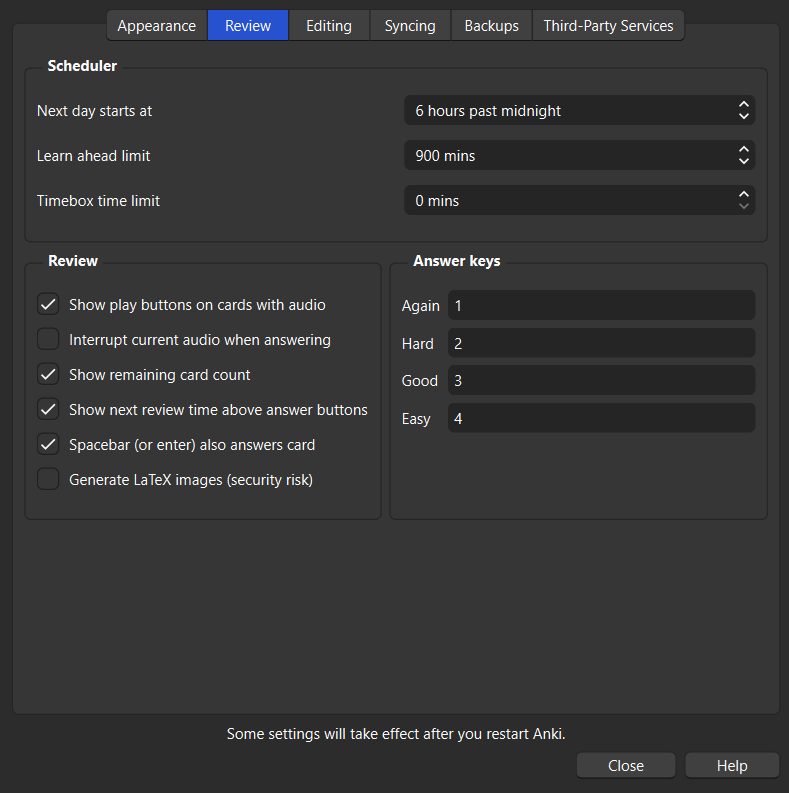 Appearance Review Editing Syncing Backups Third-Party Services
Scheduler
Next day starts at 6 hours past midnight
Learn ahead limit 900 mins
Timebox time limit 0 mins
Review
Show play buttons on cards with audio
Interrupt current audio when answering
Show remaining card count
Show next review time above answer buttons
Spacebar (or enter) also answers card
Generate LaTeX images (security risk)
Answer keys
Again 1
Hard 2
Good 3
Easy 4
Some settings will take effect after you restart Anki.
Close Help